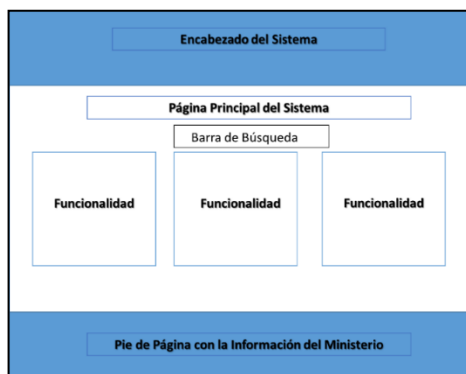 Encabezado del Sistema
Página Principal del Sistema
Barra de Búsqueda
Funcionalidad
Funcionalidad
Funcionalidad
Pie de Página con la Información del Ministerio